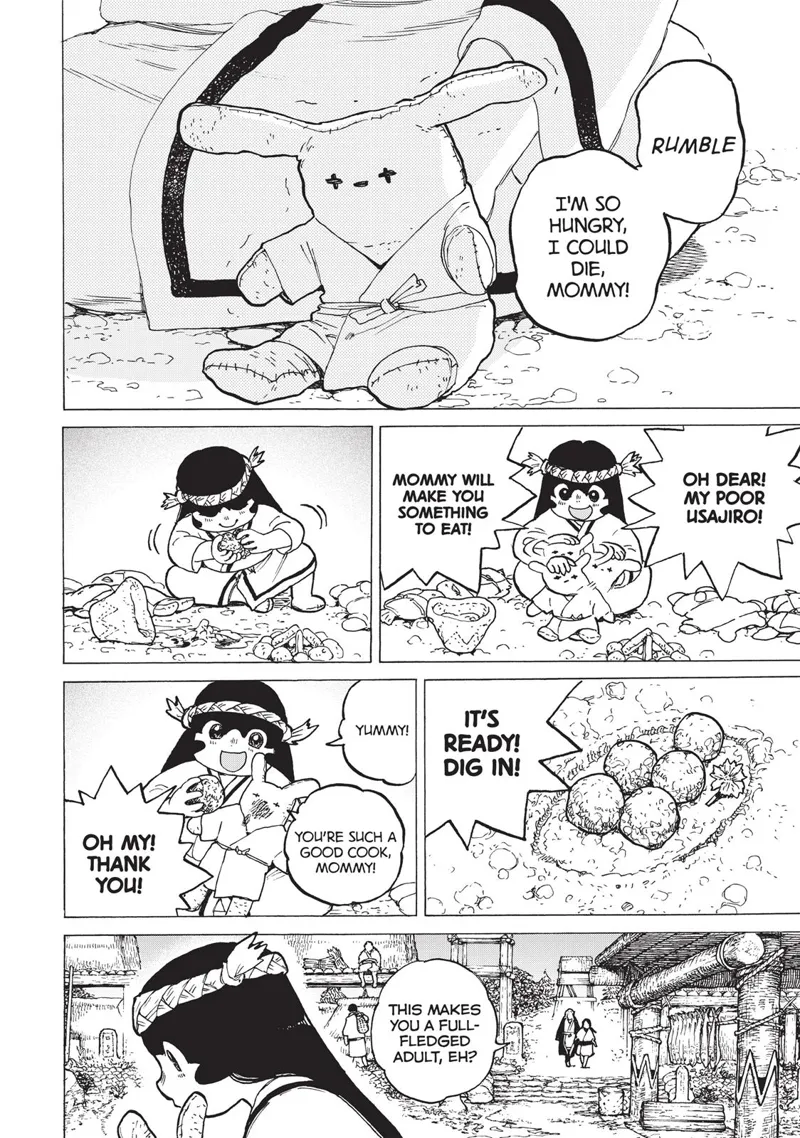 RUMBLE
I'M SO
HUNGRY,
I COULD
DIE,
MOMMY!
OH DEAR!
MY POOR
USAJIRO!
MOMMY WILL
MAKE YOU
SOMETHING
TO EAT!
IT'S
READY!
DIG IN!
YUMMY!
YOU'RE SUCH A
GOOD COOK,
MOMMY!
OH MY!
THANK
YOU!
THIS MAKES
YOU A FULL-
FLEDGED
ADULT, EH?